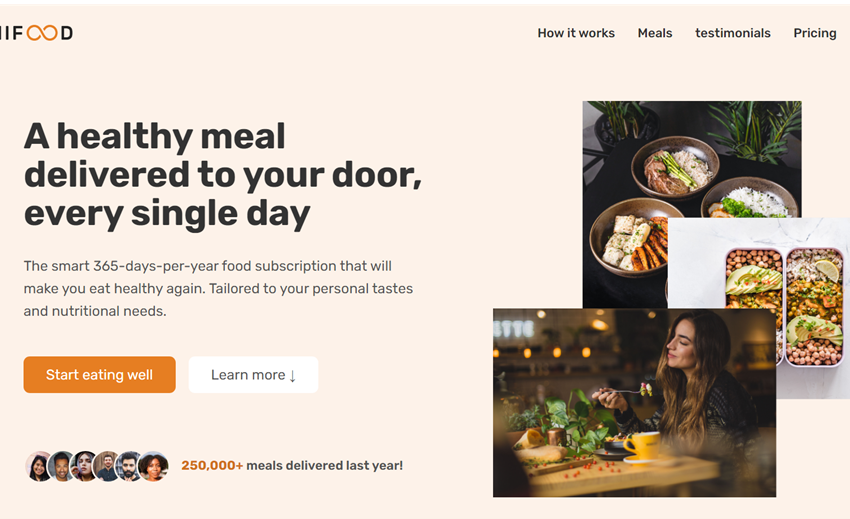 How it works Meals testimonials Pricing
A healthy meal
delivered to your door,
every single day
The smart 365-days-per-year food subscription that will
make you eat healthy again. Tailored to your personal tastes
and nutritional needs.
Start eating well Learn more ↓
250,000+ meals delivered last year!